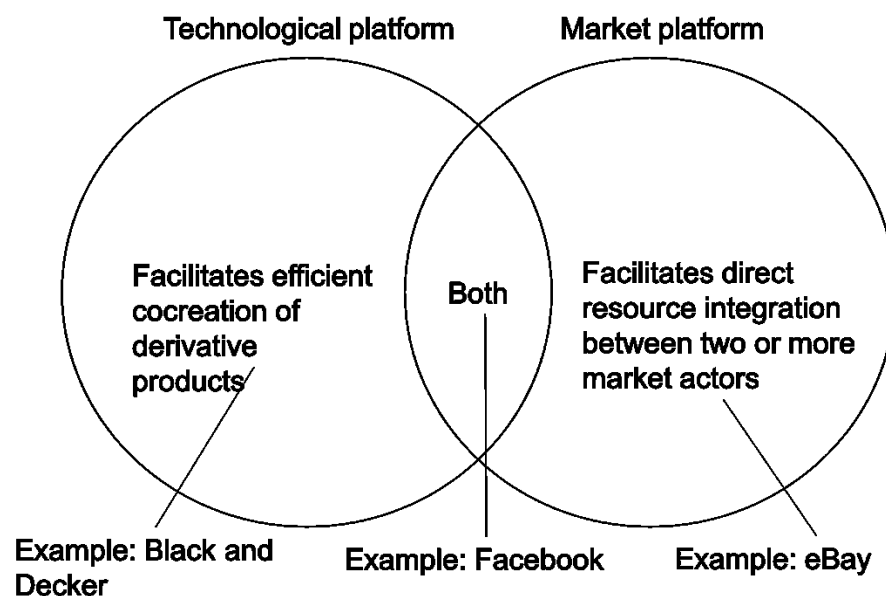 Technological platform
Market platform
Facilitates efficient
cocreation of
derivative
products
Both
Facilitates direct
resource integration
between two or more
market actors
Example: Black and
Decker
Example: Facebook
Example: eBay